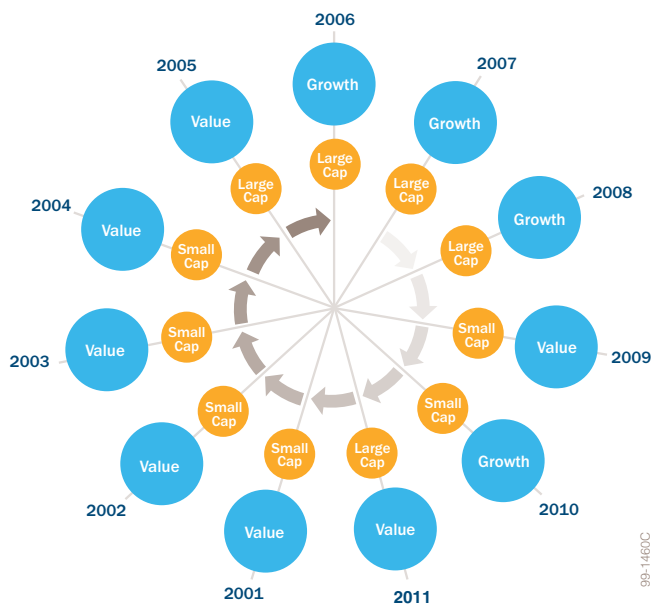 2006
Growth
Large
Cap
2007
Growth
Large
Cap
2008
Growth
Large
Cap
2009
Value
Small
Cap
2010
Growth
Small
Cap
2011
Value
Large
Cap
2001
Value
Small
Cap
2002
Value
Small
Cap
2003
Value
Small
Cap
2004
Value
Small
Cap
2005
Value
Large
Cap
99-1460C